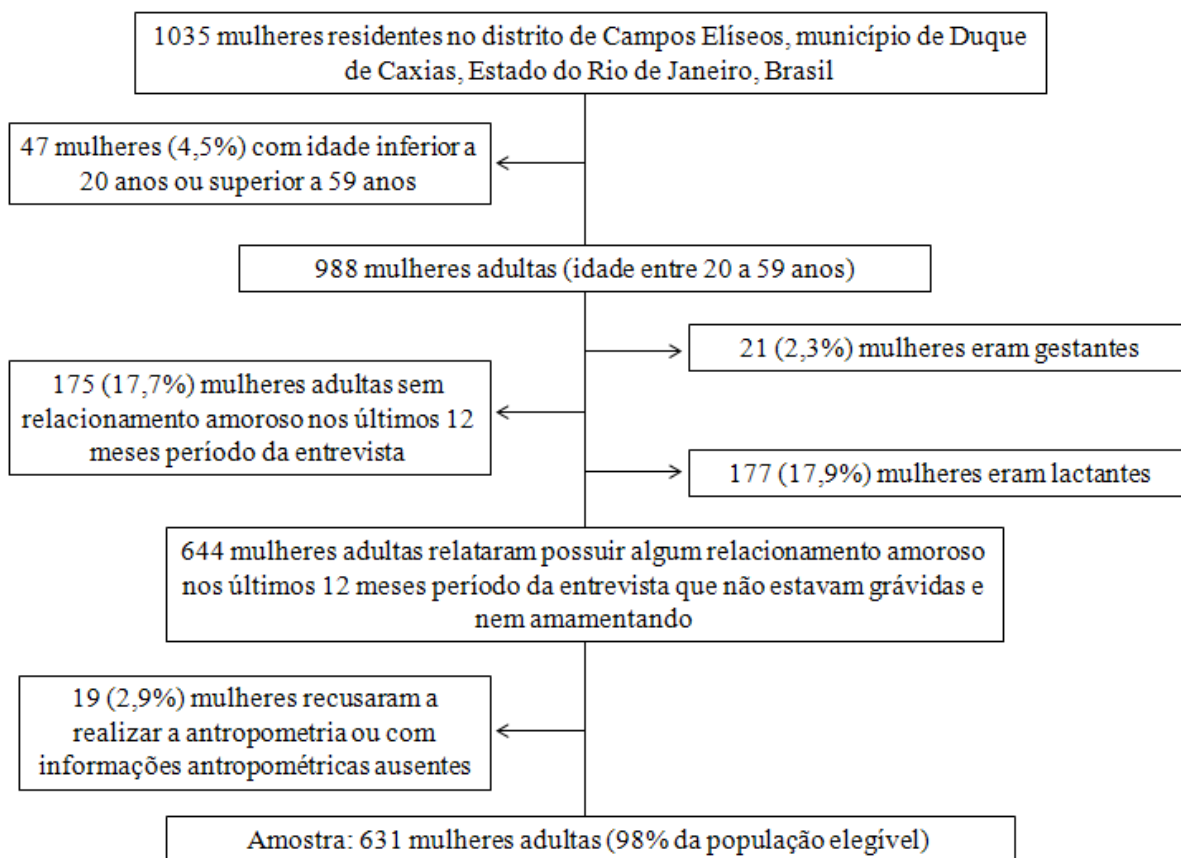 1035 mulheres residentes no distrito de Campos Elíseos, município de Duque
de Caxias, Estado do Rio de Janeiro, Brasil
47 mulheres (4,5%) com idade inferior a
20 anos ou superior a 59 anos
988 mulheres adultas (idade entre 20 a 59 anos)
21 (2,3%) mulheres eram gestantes
175 (17,7%) mulheres adultas sem
relacionamento amoroso nos últimos 12
meses período da entrevista
177 (17,9%) mulheres eram lactantes
644 mulheres adultas relataram possuir algum relacionamento amoroso
nos últimos 12 meses período da entrevista que não estavam grávidas e
nem amamentando
19 (2,9%) mulheres recusaram a
realizar a antropometria ou com
informações antropométricas ausentes
Amostra: 631 mulheres adultas (98% da população elegível)